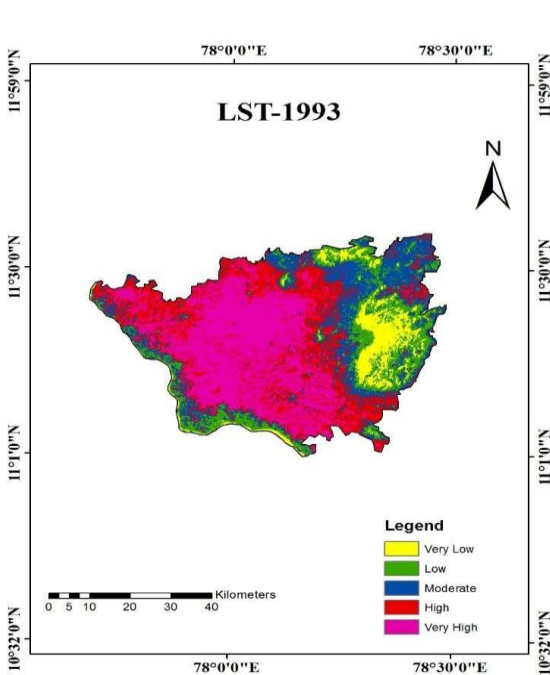 78°0'0"E 78°30'0"E
11°59'0"N 11°59'0"N
LST-1993
N
11°30'0"N 11°30'0"N
11°1'0"N 11°1'0"N
Legend
Very Low
Low
Moderate
High
Very High
Kilometers
0 5 10 20 30 40
10°32'0"N 10°32'0"N
78°0'0"E 78°30'0"E